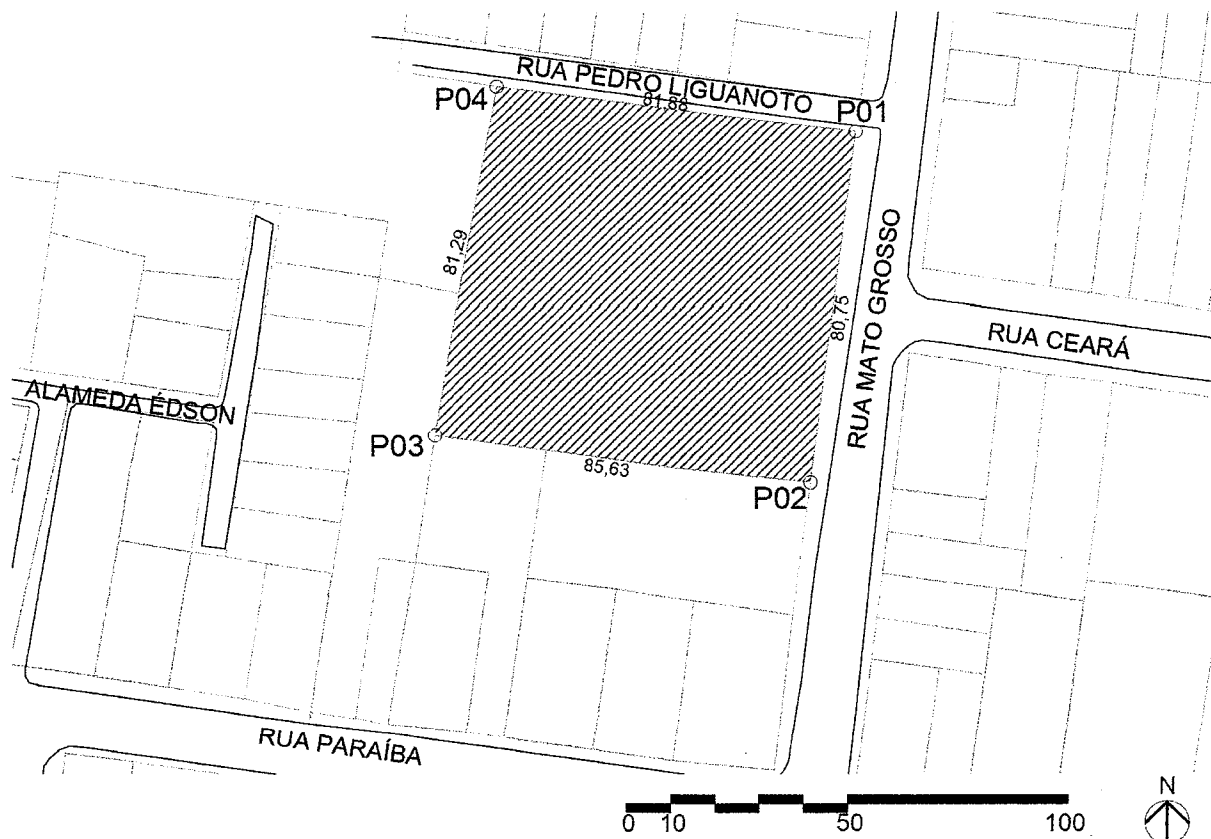 RUA PEDRO LIGUANOTO
P04
81,88
P01
81,29
RUA MATO GROSSO
80,75
RUA CEARÁ
ALAMEDA ÉDSON
P03
85,63
P02
RUA PARAÍBA
N
0 10 50 100